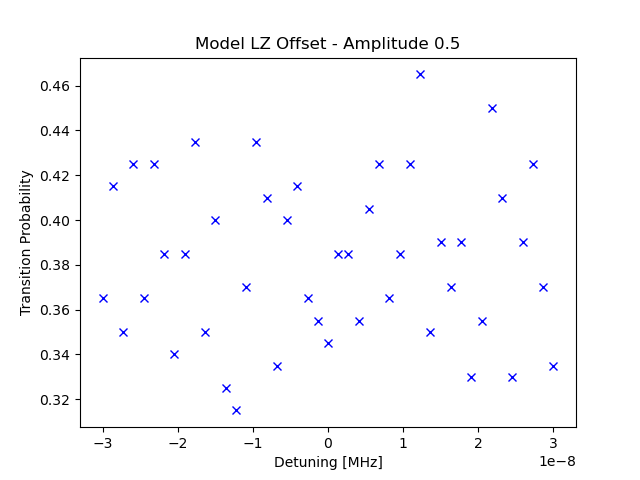 Model LZ Offset - Amplitude 0.5
Transition Probability
0.46
0.44
0.42
0.40
0.38
0.36
0.34
0.32
−3 −2 −1 0 1 2 3
1e−8
Detuning [MHz]